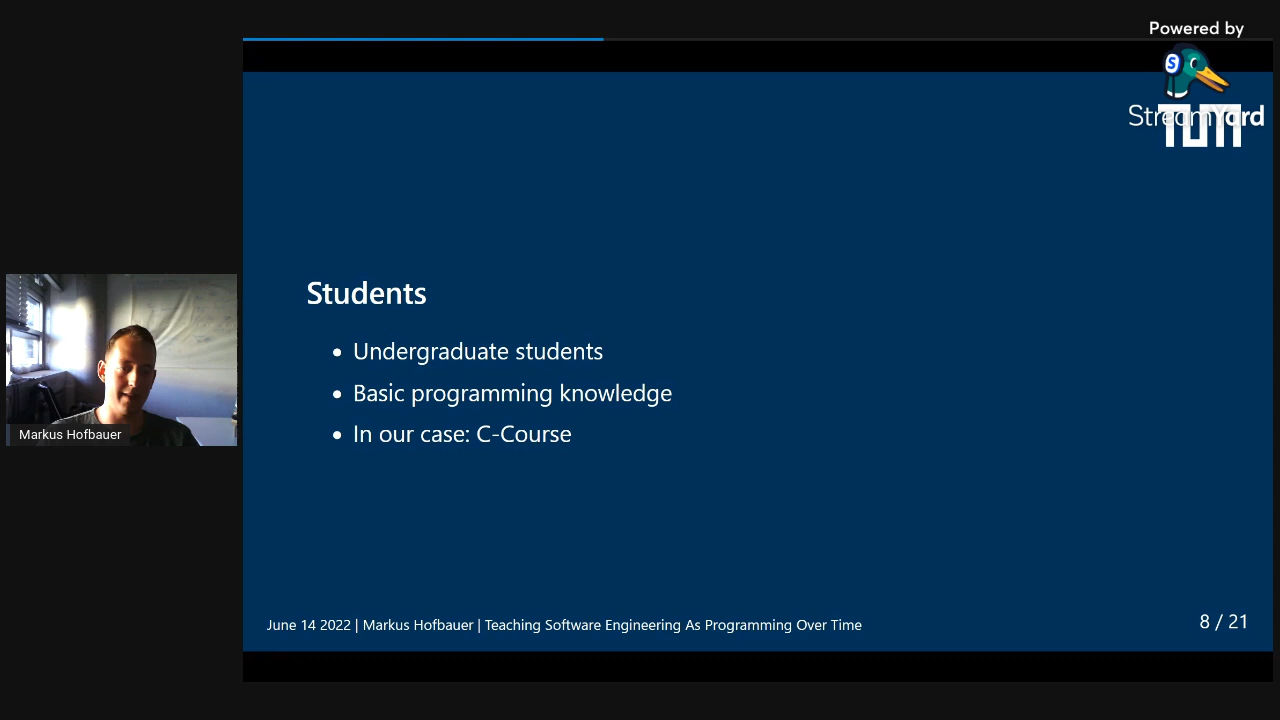 Powered by
S
StreamYard
TUM
Students
• Undergraduate students
• Basic programming knowledge
• In our case: C-Course
Markus Hofbauer
June 14 2022 | Markus Hofbauer | Teaching Software Engineering As Programming Over Time
8 / 21